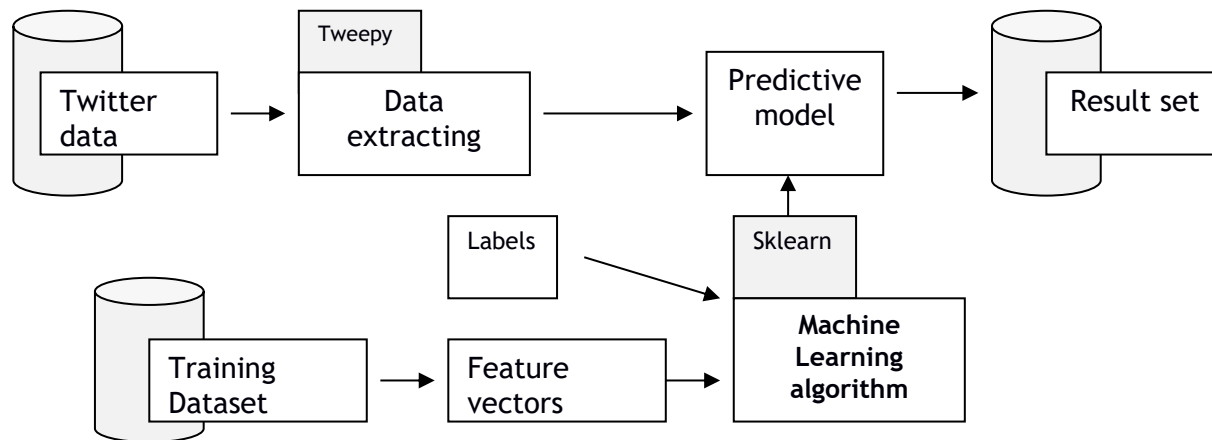 Tweepy
Twitter
data
Data
extracting
Predictive
model
Result set
Labels
Sklearn
Training
Dataset
Feature
vectors
Machine
Learning
algorithm